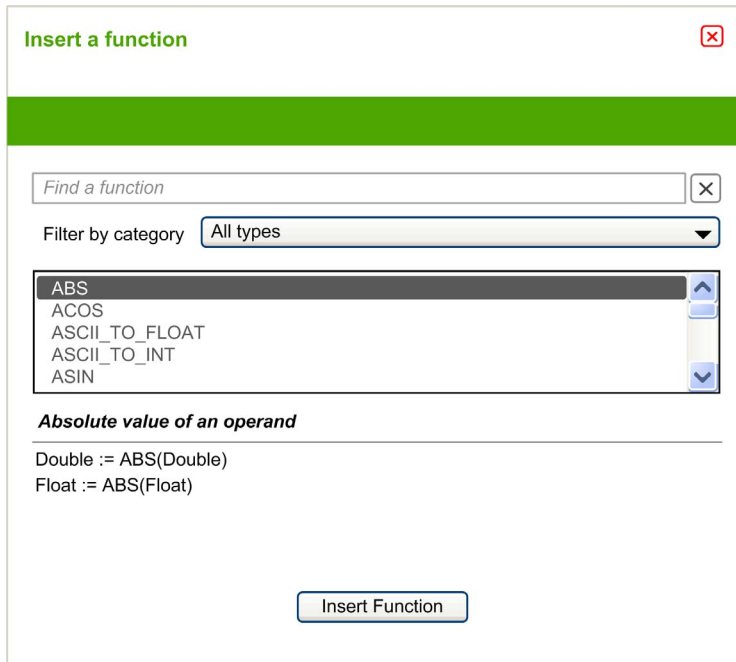 Insert a function
Find a function
Filter by category All types
ABS
ACOS
ASCII_TO_FLOAT
ASCII_TO_INT
ASIN
Absolute value of an operand
Double := ABS(Double)
Float := ABS(Float)
Insert Function